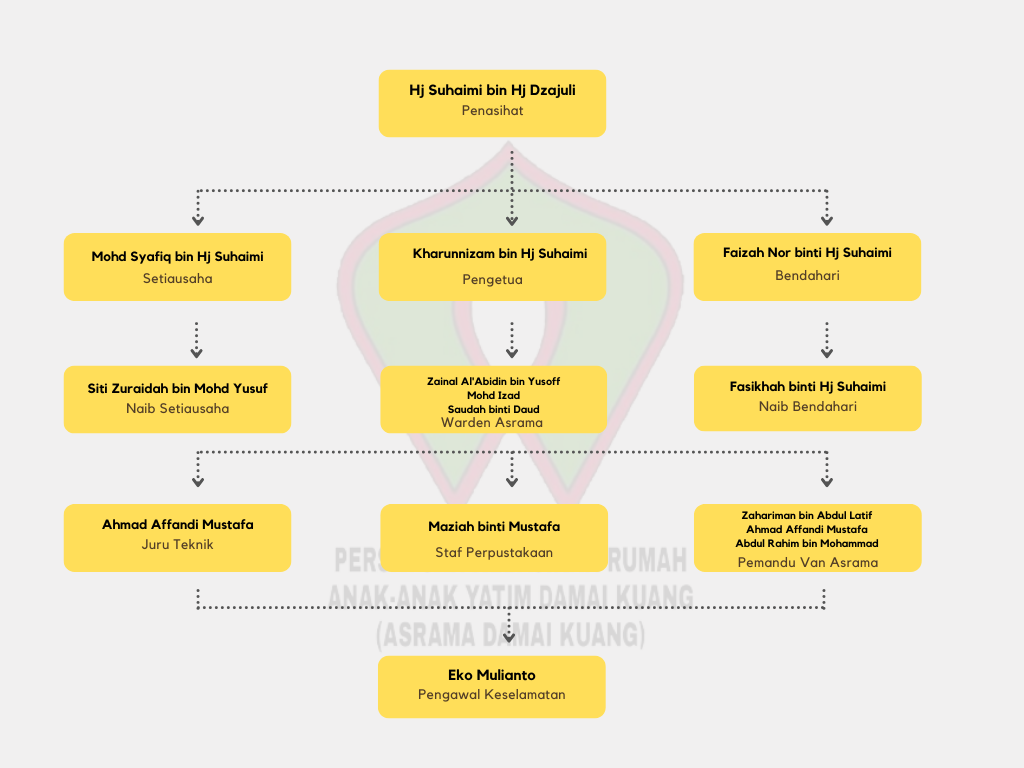 Hj Suhaimi bin Hj Dzajuli
Penasihat
Mohd Syafiq bin Hj Suhaimi
Setiausaha
Kharunnizam bin Hj Suhaimi
Pengetua
Faizah Nor binti Hj Suhaimi
Bendahari
Siti Zuraidah bin Mohd Yusuf
Naib Setiausaha
Zainal Al'Abidin bin Yusoff
Mohd Izad
Saudah binti Daud
Warden Asrama
Fasikhah binti Hj Suhaimi
Naib Bendahari
Ahmad Affandi Mustafa
Juru Teknik
Maziah binti Mustafa
Staf Perpustakaan
Zahariman bin Abdul Latif
Ahmad Affandi Mustafa
Abdul Rahim bin Mohammad
Pemandu Van Asrama
RUMAH
ANAK-ANAK YATIM DAMAI KUANG
(ASRAMA DAMAI KUANG)
Eko Mulianto
Pengawal Keselamatan